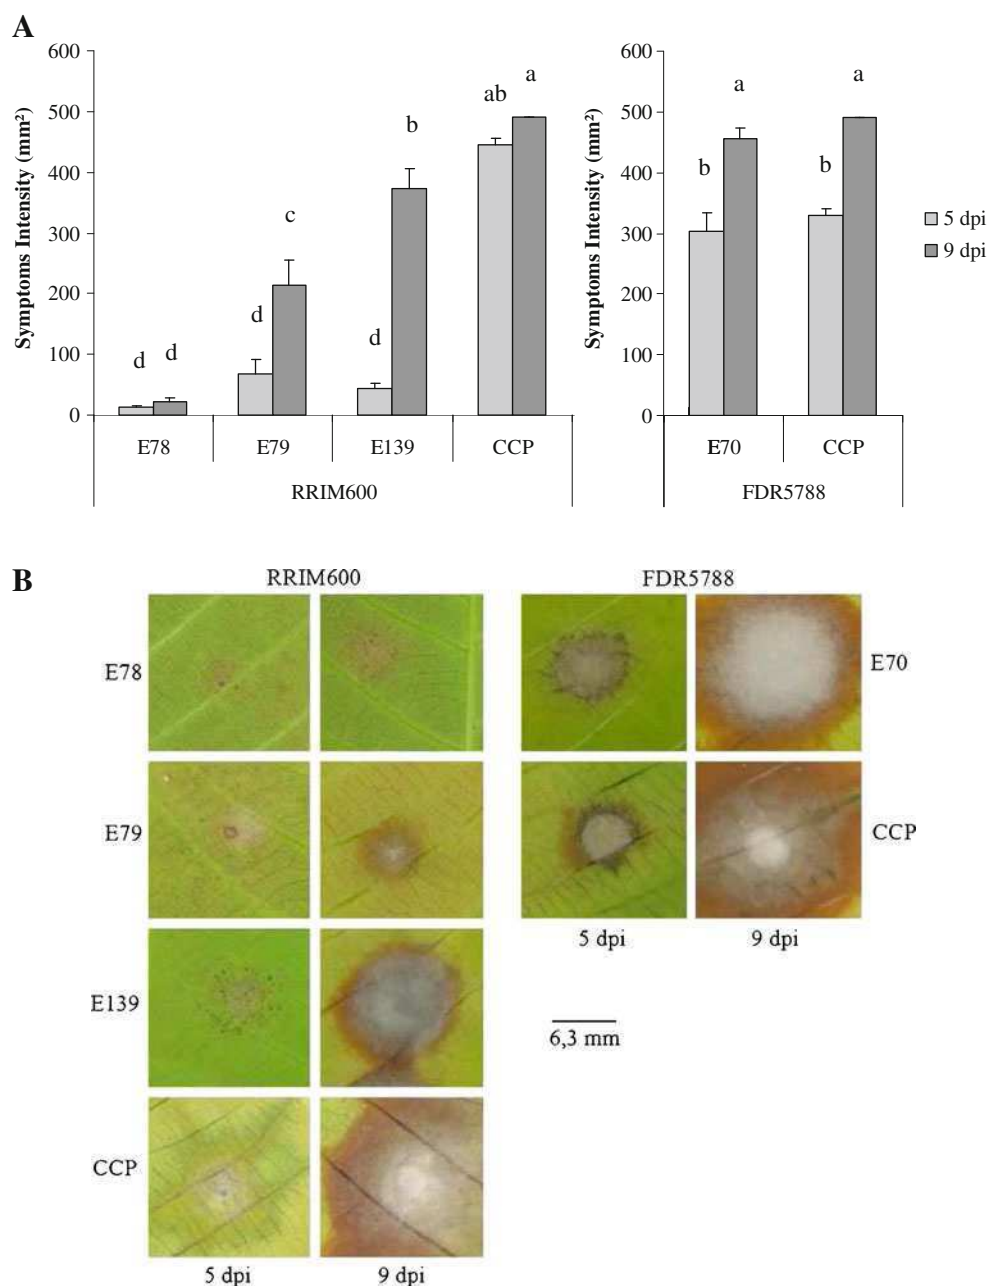 A
Symptoms Intensity (mm²)
600
500
400
300
200
100
0
d
d
d
c
d
b
ab
a
E78
E79
E139
CCP
RRIM600
Symptoms Intensity (mm²)
600
500
400
300
200
100
0
b
a
b
a
E70
CCP
FDR5788
5 dpi
9 dpi
B
RRIM600
FDR5788
E78
E70
E79
CCP
5 dpi
9 dpi
E139
6,3 mm
CCP
5 dpi
9 dpi